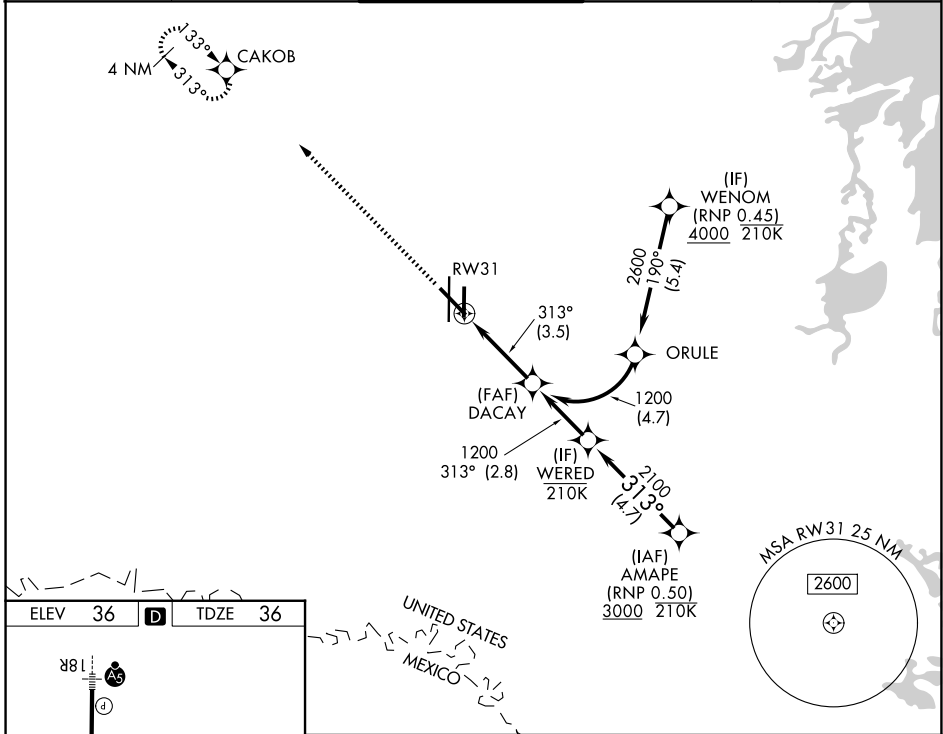 133°
CAKOB
4 NM
313°
(IF)
WENOM
(RNP 0.45)
4000 210K
2600
190°
(5.4)
RW31
313°
(3.5)
ORULE
(FAF)
DACAY
1200
(4.7)
1200
313° (2.8)
(IF)
WERED
210K
2100
313°
(4.7)
(IAF)
AMAPE
(RNP 0.50)
3000 210K
MSA RW31 25 NM
2600
ELEV 36 D TDZE 36
UNITED STATES
MEXICO
18R
A5
P